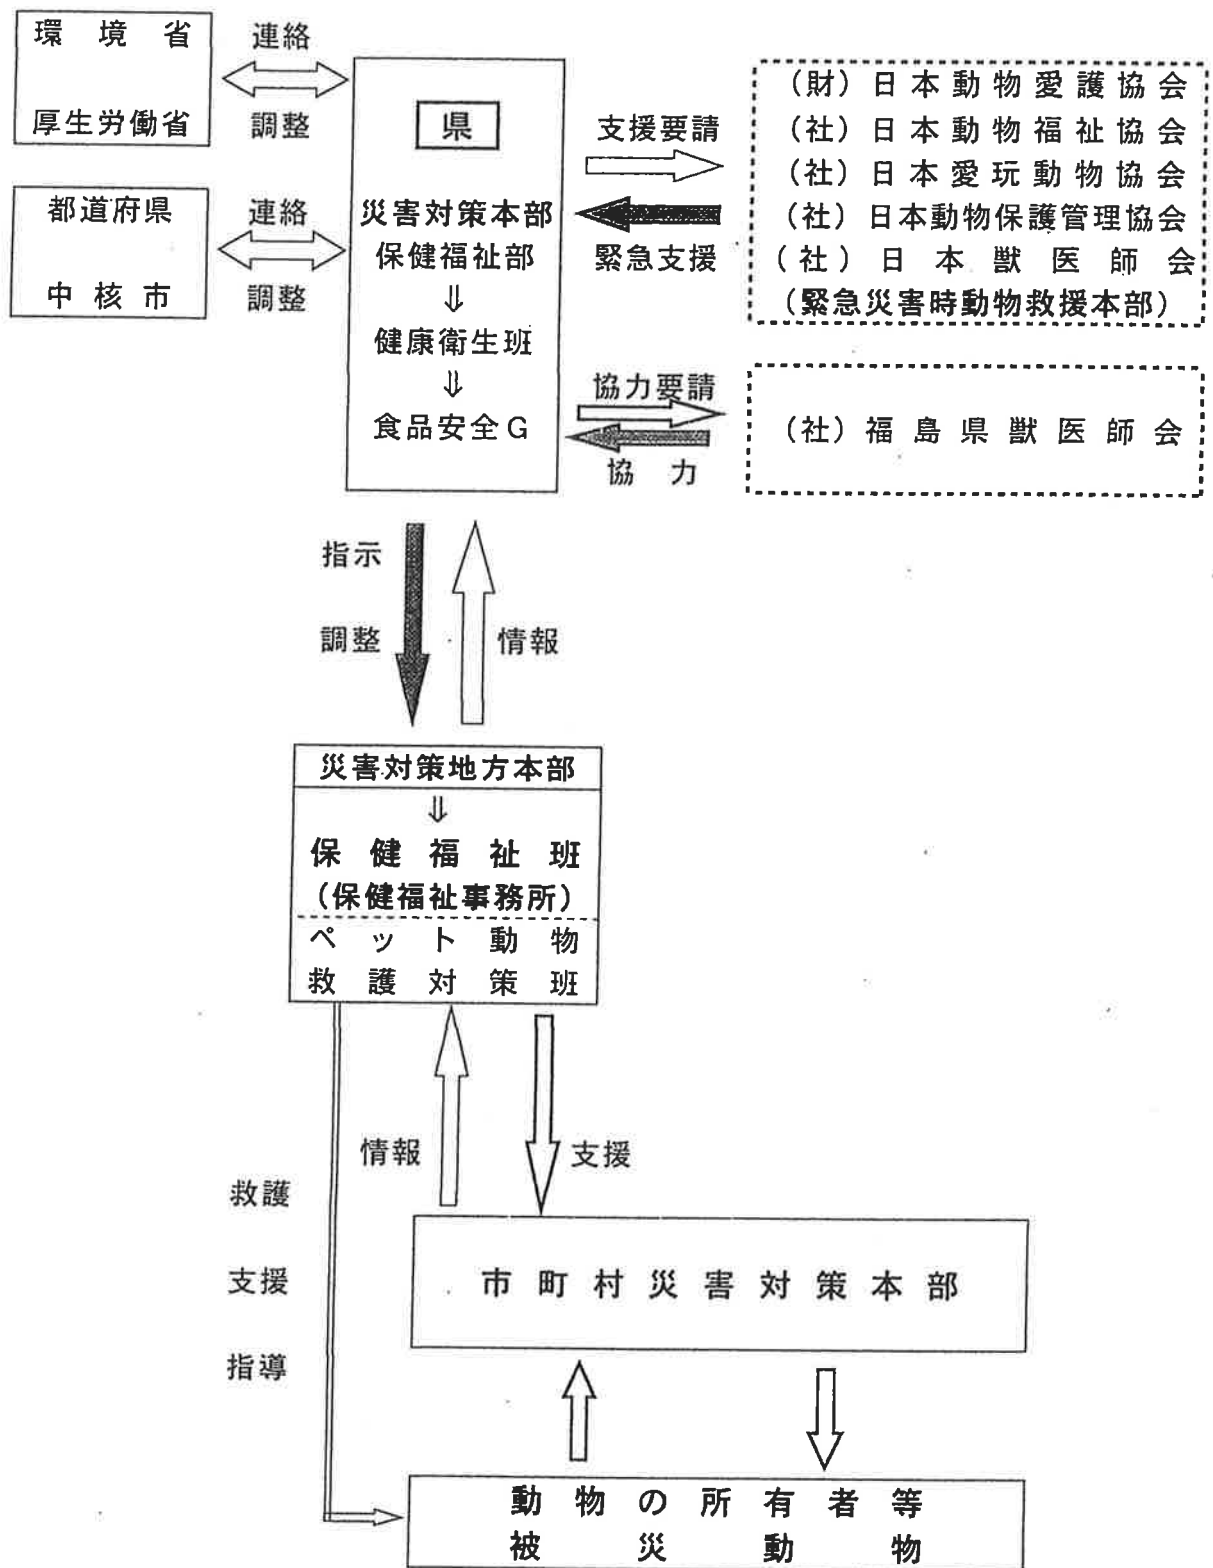 環境省
厚生労働省
連絡
調整
都道府県
中核市
連絡
調整
県
災害対策本部
保健福祉部
⇓
健康衛生班
⇓
食品安全G
支援要請
緊急支援
(財)日本動物愛護協会
(社)日本動物福祉協会
(社)日本愛玩動物協会
(社)日本動物保護管理協会
(社)日本獣医師会
(緊急災害時動物救援本部)
協力要請
協力
(社)福島県獣医師会
指示
調整
情報
災害対策地方本部
⇓
保健福祉班
(保健福祉事務所)
ペット動物
救護対策班
情報
支援
救護
支援
指導
市町村災害対策本部
動物の所有者等
被災動物